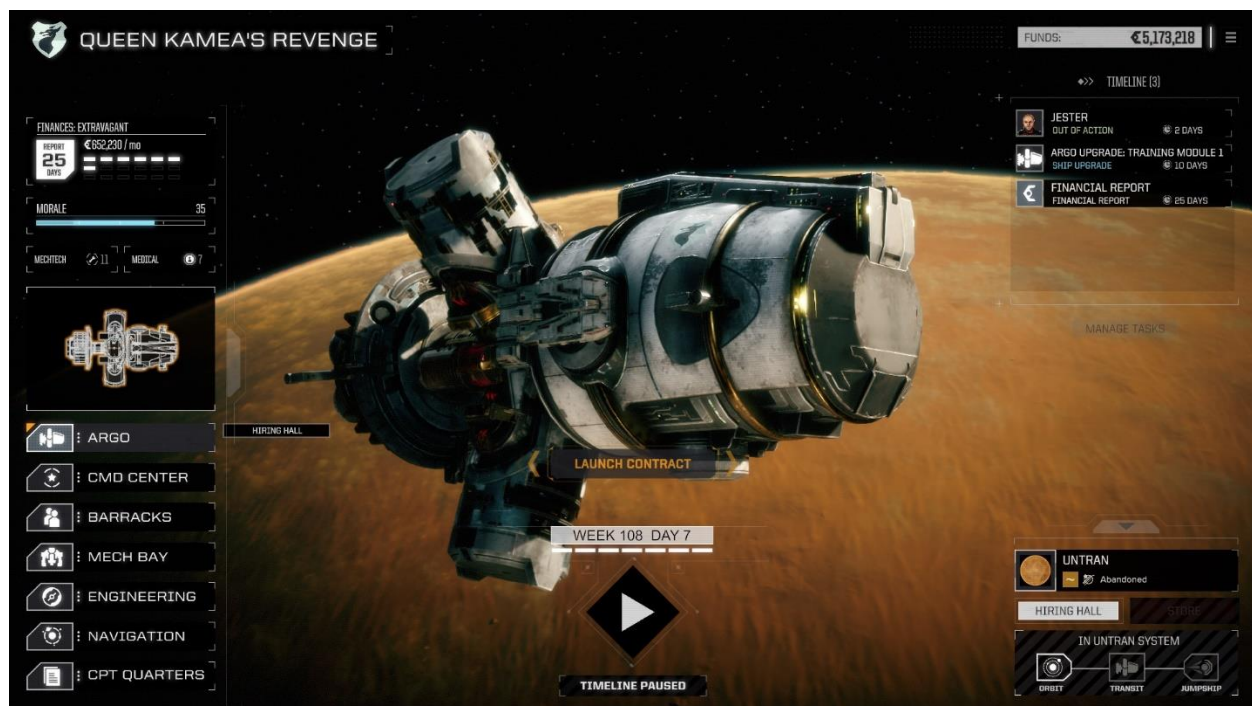 QUEEN KAMEA'S REVENGE
FUNDS: €5,173,218
TIMELINE (3)
JESTER
OUT OF ACTION 2 DAYS
ARGO UPGRADE: TRAINING MODULE 1
SHIP UPGRADE 10 DAYS
FINANCIAL REPORT
FINANCIAL REPORT 25 DAYS
MANAGE TASKS
FINANCES: EXTRAVAGANT
REPORT
25
DAYS
€652,230 / mo
MORALE 35
MECHTECH 11 MEDICAL 7
ARGO
HIRING HALL
CMD CENTER
BARRACKS
MECH BAY
ENGINEERING
NAVIGATION
CPT QUARTERS
LAUNCH CONTRACT
WEEK 108 DAY 7
TIMELINE PAUSED
UNTRAN
Abandoned
HIRING HALL STORE
IN UNTRAN SYSTEM
ORBIT TRANSIT JUMPSHIP